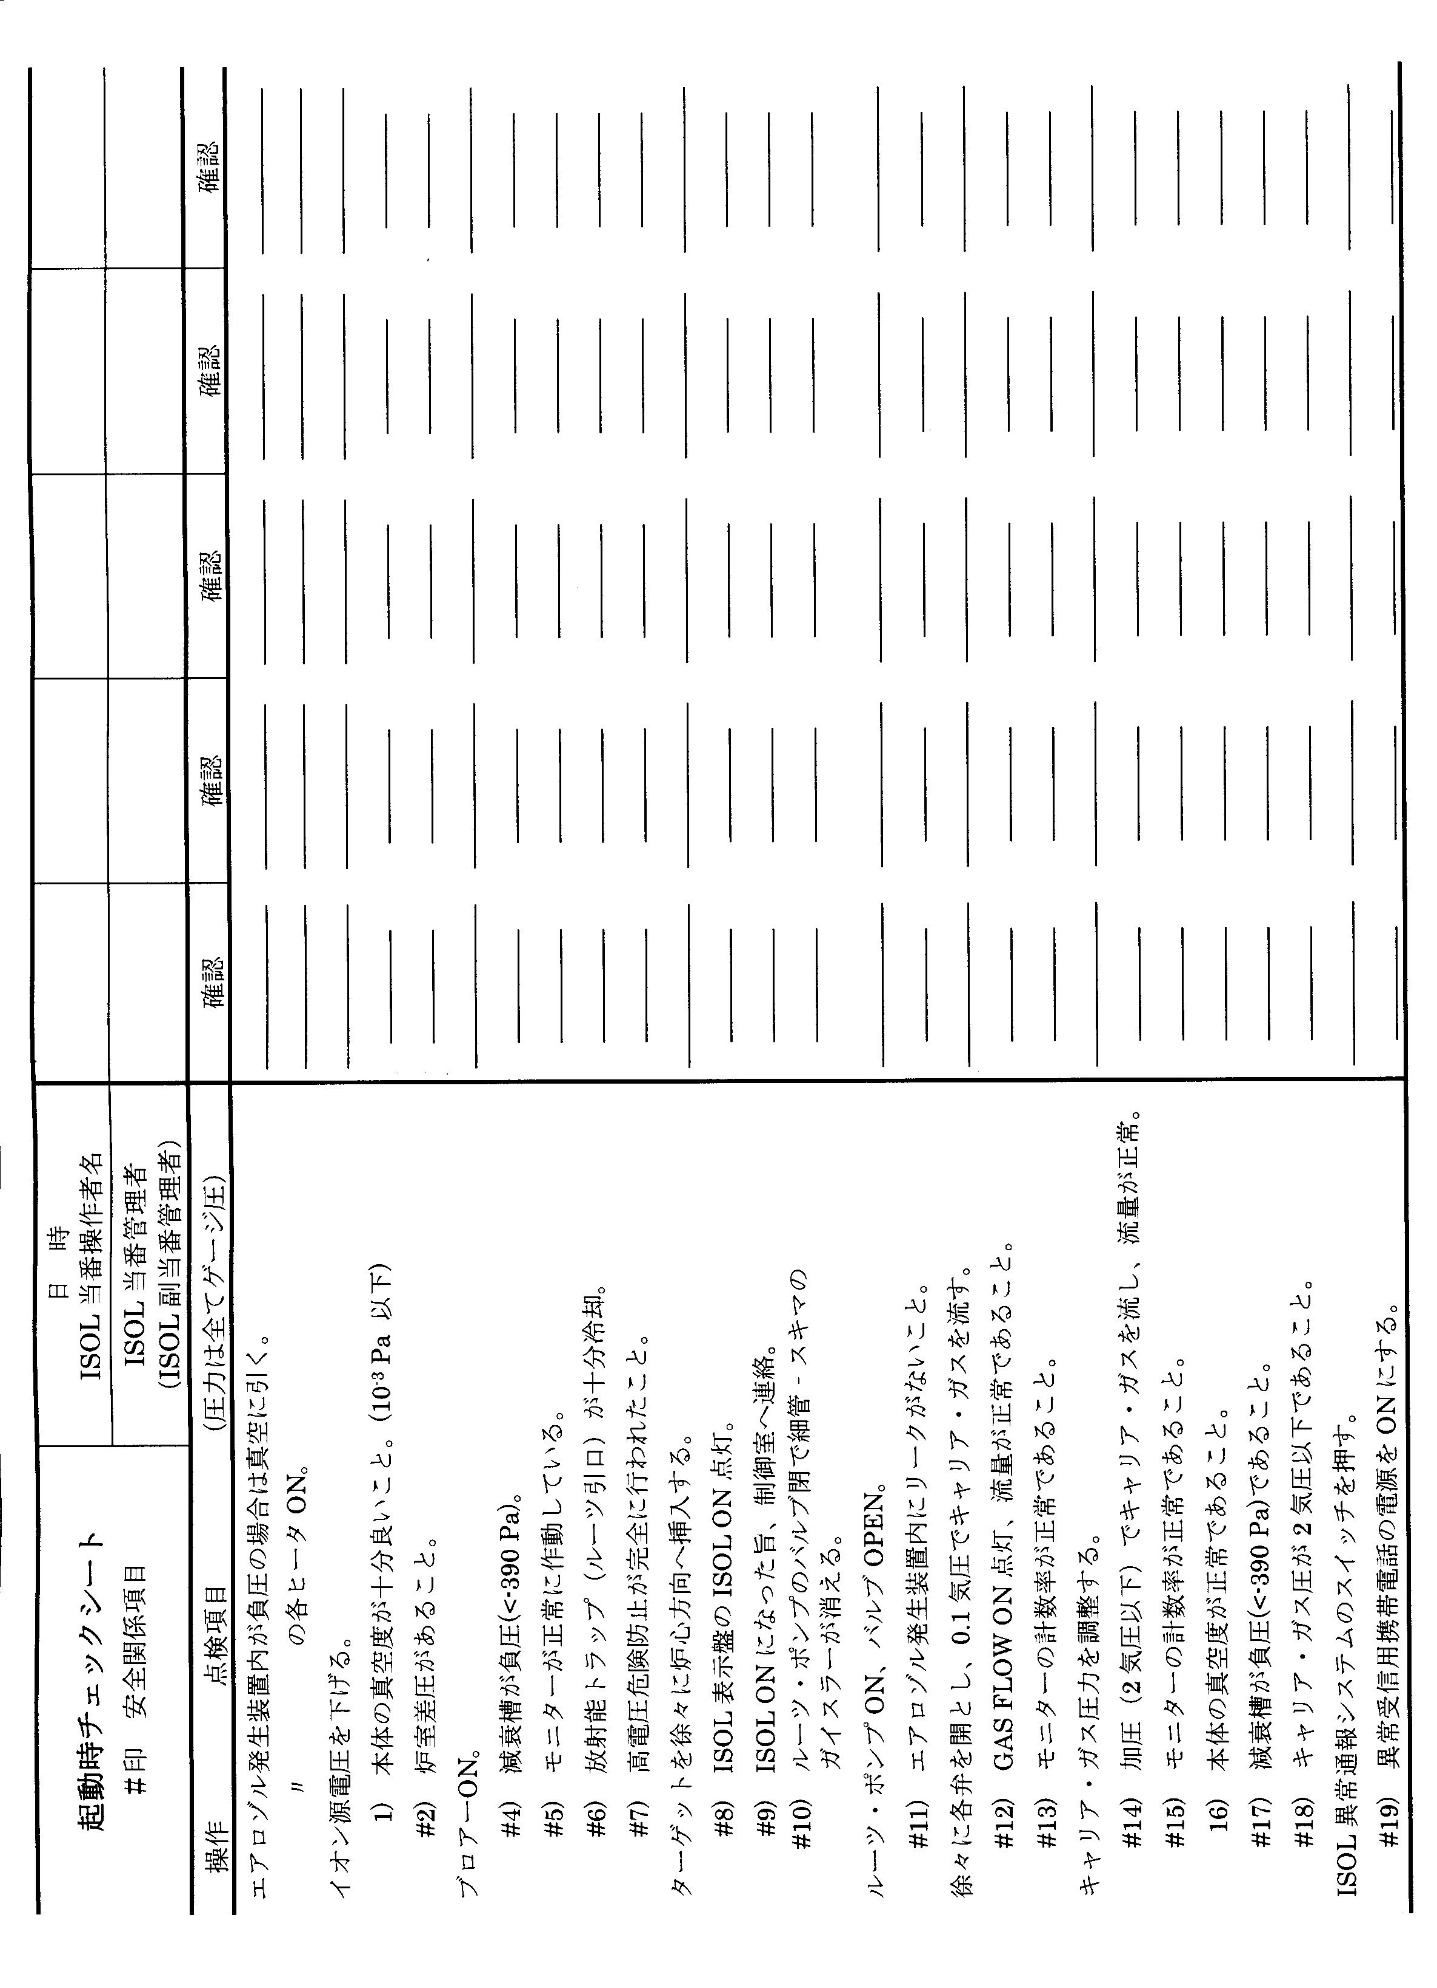 起動時チェックシート
#印 安全関係項目
日 時
ISOL 当番操作者名
ISOL 当番管理者
(ISOL 副当番管理者)
操作 点検項目 (圧力は全てゲージ圧) 確認 確認 確認 確認 確認
エアロゾル発生装置内が負圧の場合は真空に引く。
〃 の各ヒータ ON。
イオン源電圧を下げる。
1) 本体の真空度が十分良いこと。(10⁻³ Pa 以下)
#2) 炉室差圧があること。
ブロアーON。
#4) 減衰槽が負圧(<-390 Pa)。
#5) モニターが正常に作動している。
#6) 放射能トラップ(ルーツ引口)が十分冷却。
#7) 高電圧危険防止が完全に行われたこと。
ターゲットを徐々に炉心方向へ挿入する。
#8) ISOL 表示盤の ISOL ON 点灯。
#9) ISOL ON になった旨、制御室へ連絡。
#10) ルーツ・ポンプのバルブ閉で細管‐スキマの
ガイスラーが消える。
ルーツ・ポンプ ON、バルブ OPEN。
#11) エアロゾル発生装置内にリークがないこと。
徐々に各弁を開とし、0.1 気圧でキャリア・ガスを流す。
#12) GAS FLOW ON 点灯、流量が正常であること。
#13) モニターの計数率が正常であること。
キャリア・ガス圧力を調整する。
#14) 加圧(2 気圧以下)でキャリア・ガスを流し、流量が正常。
#15) モニターの計数率が正常であること。
16) 本体の真空度が正常であること。
#17) 減衰槽が負圧(<-390 Pa)であること。
#18) キャリア・ガス圧が 2 気圧以下であること。
ISOL 異常通報システムのスイッチを押す。
#19) 異常受信用携帯電話の電源を ON にする。